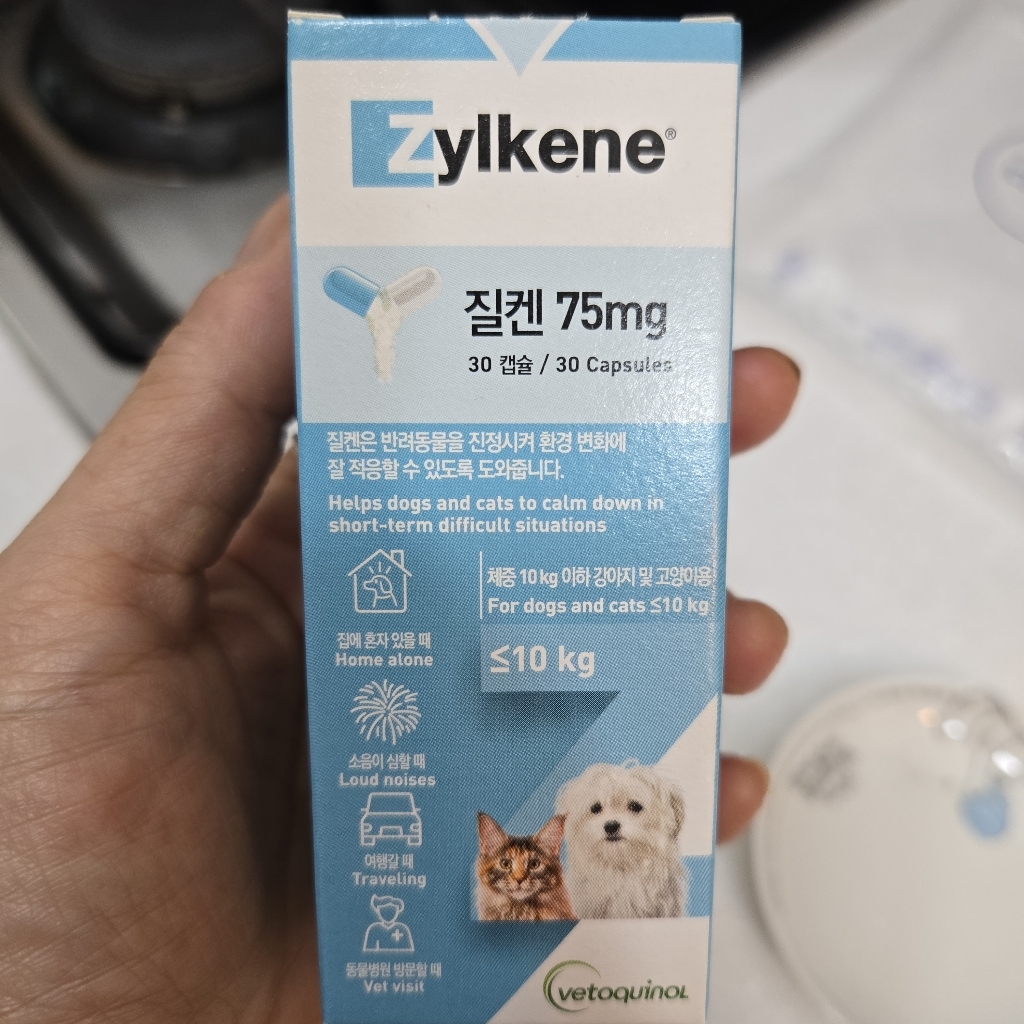 Zylkene®
질켄 75mg
30 캡슐 / 30 Capsules
질켄은 반려동물을 진정시켜 환경 변화에
잘 적응할 수 있도록 도와줍니다.
Helps dogs and cats to calm down in
short-term difficult situations
체중 10kg 이하 강아지 및 고양이용
For dogs and cats ≤10 kg
≤10 kg
집에 혼자 있을 때
Home alone
소음이 심할 때
Loud noises
여행갈 때
Traveling
동물병원 방문할 때
Vet visit
vetoquinol